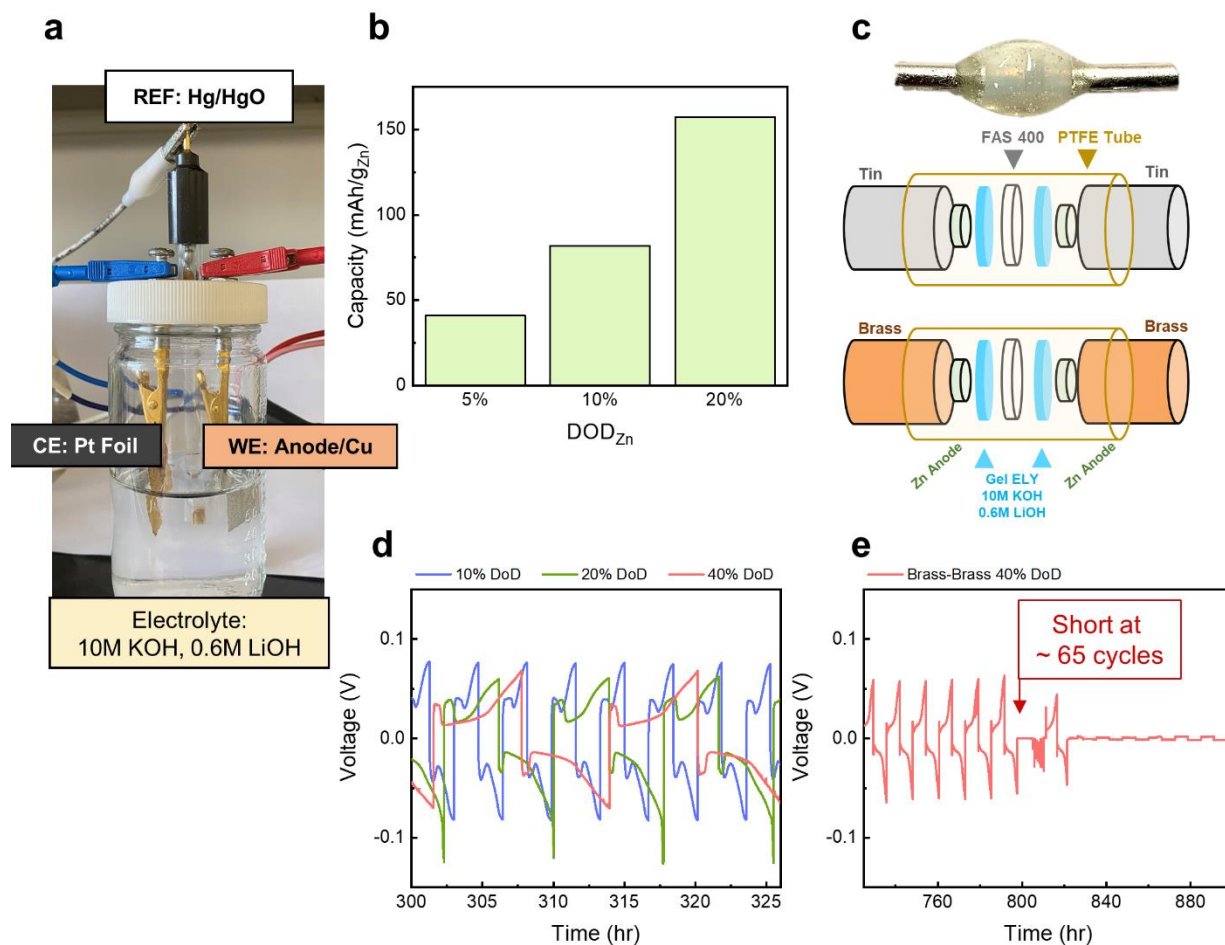 a
REF: Hg/HgO
CE: Pt Foil
WE: Anode/Cu
Electrolyte:
10M KOH, 0.6M LiOH
b
Capacity (mAh/gZn)
150
100
50
0
5%
10%
20%
DODZn
c
FAS 400
PTFE Tube
Tin
Tin
Brass
Brass
Zn Anode
Zn Anode
Gel ELY
10M KOH
0.6M LiOH
d
10% DoD
20% DoD
40% DoD
Voltage (V)
0.1
0.0
-0.1
300
305
310
315
320
325
Time (hr)
e
Brass-Brass 40% DoD
Short at
~ 65 cycles
Voltage (V)
0.1
0.0
-0.1
760
800
840
880
Time (hr)